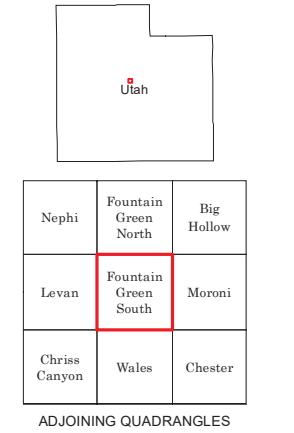 Utah
Nephi
Fountain
Green
North
Big
Hollow
Levan
Fountain
Green
South
Moroni
Chriss
Canyon
Wales
Chester
ADJOINING QUADRANGLES